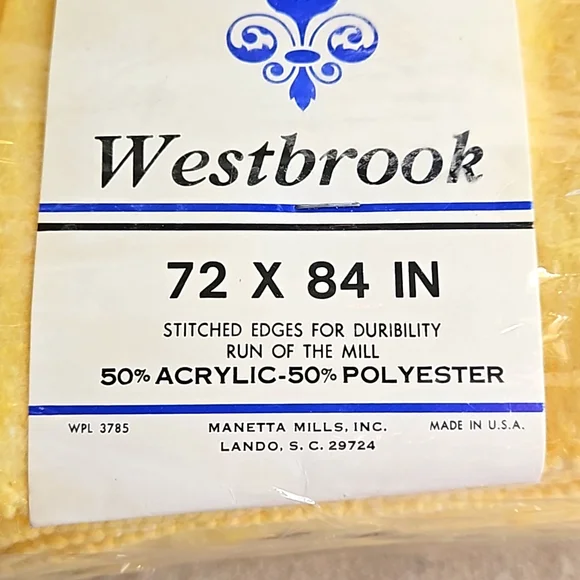 Westbrook
72 X 84 IN
STITCHED EDGES FOR DURIBILITY
RUN OF THE MILL
50% ACRYLIC-50% POLYESTER
WPL 3785
MANETTA MILLS, INC.
LANDO, S. C. 29724
MADE IN U.S.A.